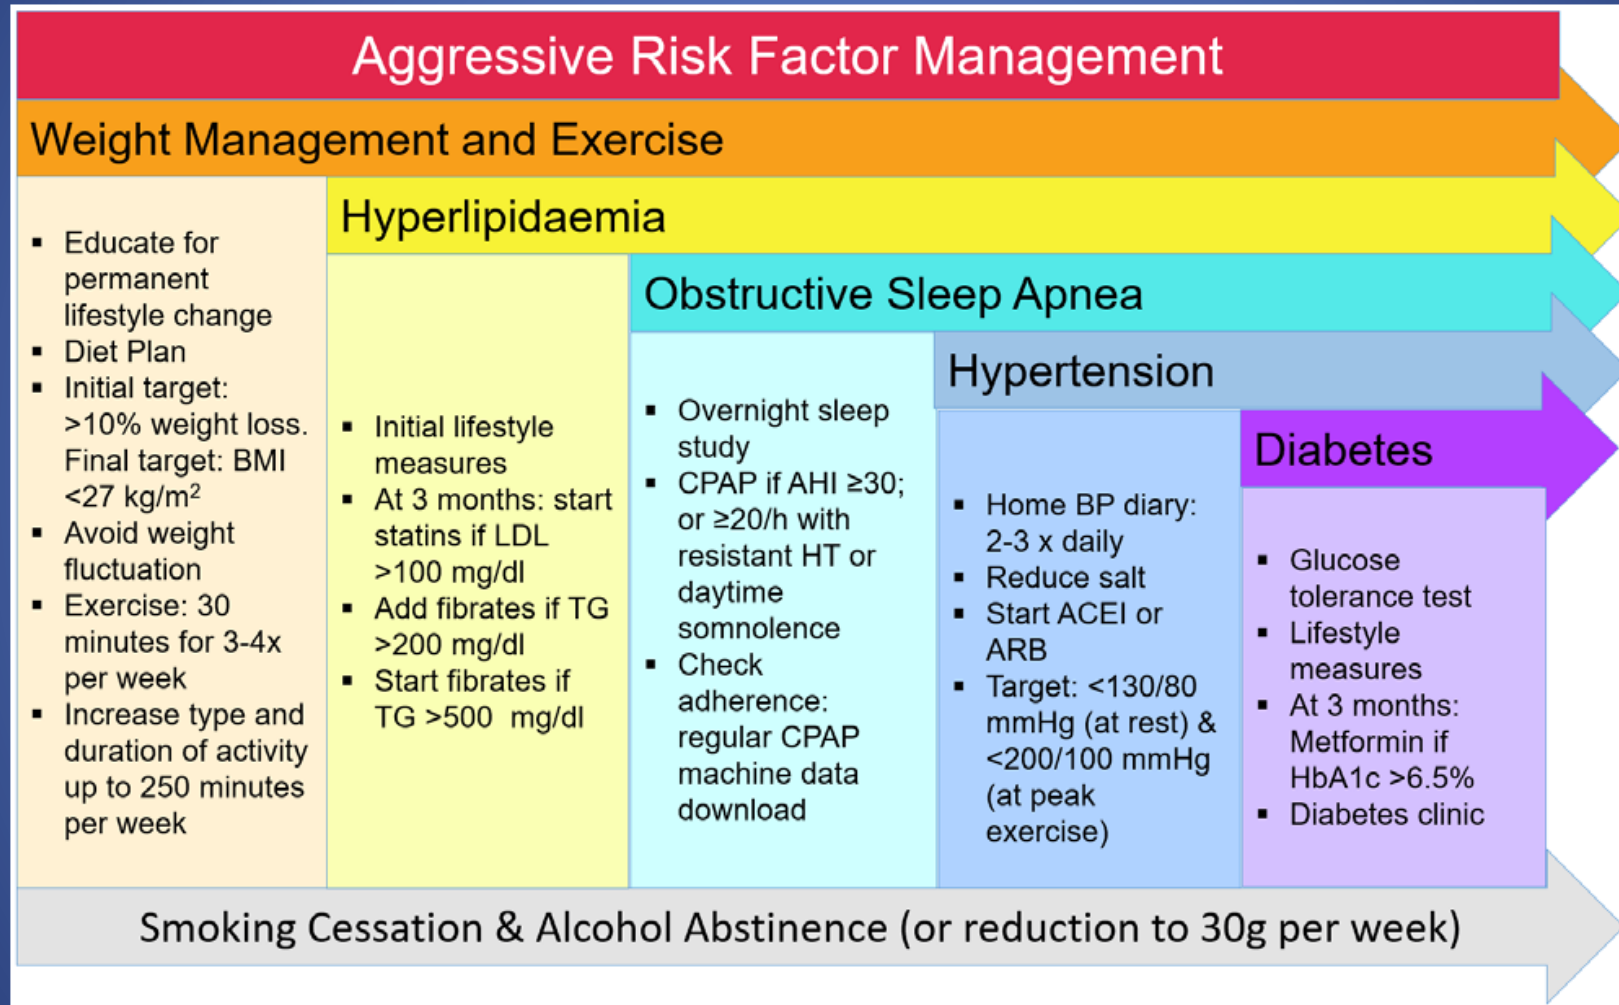 Aggressive Risk Factor Management
Weight Management and Exercise
▪ Educate for
permanent
lifestyle change
▪ Diet Plan
▪ Initial target:
>10% weight loss.
Final target: BMI
<27 kg/m²
▪ Avoid weight
fluctuation
▪ Exercise: 30
minutes for 3-4x
per week
▪ Increase type and
duration of activity
up to 250 minutes
per week
Hyperlipidaemia
▪ Initial lifestyle
measures
▪ At 3 months: start
statins if LDL
>100 mg/dl
▪ Add fibrates if TG
>200 mg/dl
▪ Start fibrates if
TG >500 mg/dl
Obstructive Sleep Apnea
▪ Overnight sleep
study
▪ CPAP if AHI ≥30;
or ≥20/h with
resistant HT or
daytime
somnolence
▪ Check
adherence:
regular CPAP
machine data
download
Hypertension
▪ Home BP diary:
2-3 x daily
▪ Reduce salt
▪ Start ACEI or
ARB
▪ Target: <130/80
mmHg (at rest) &
<200/100 mmHg
(at peak
exercise)
Diabetes
▪ Glucose
tolerance test
▪ Lifestyle
measures
▪ At 3 months:
Metformin if
HbA1c >6.5%
▪ Diabetes clinic
Smoking Cessation & Alcohol Abstinence (or reduction to 30g per week)